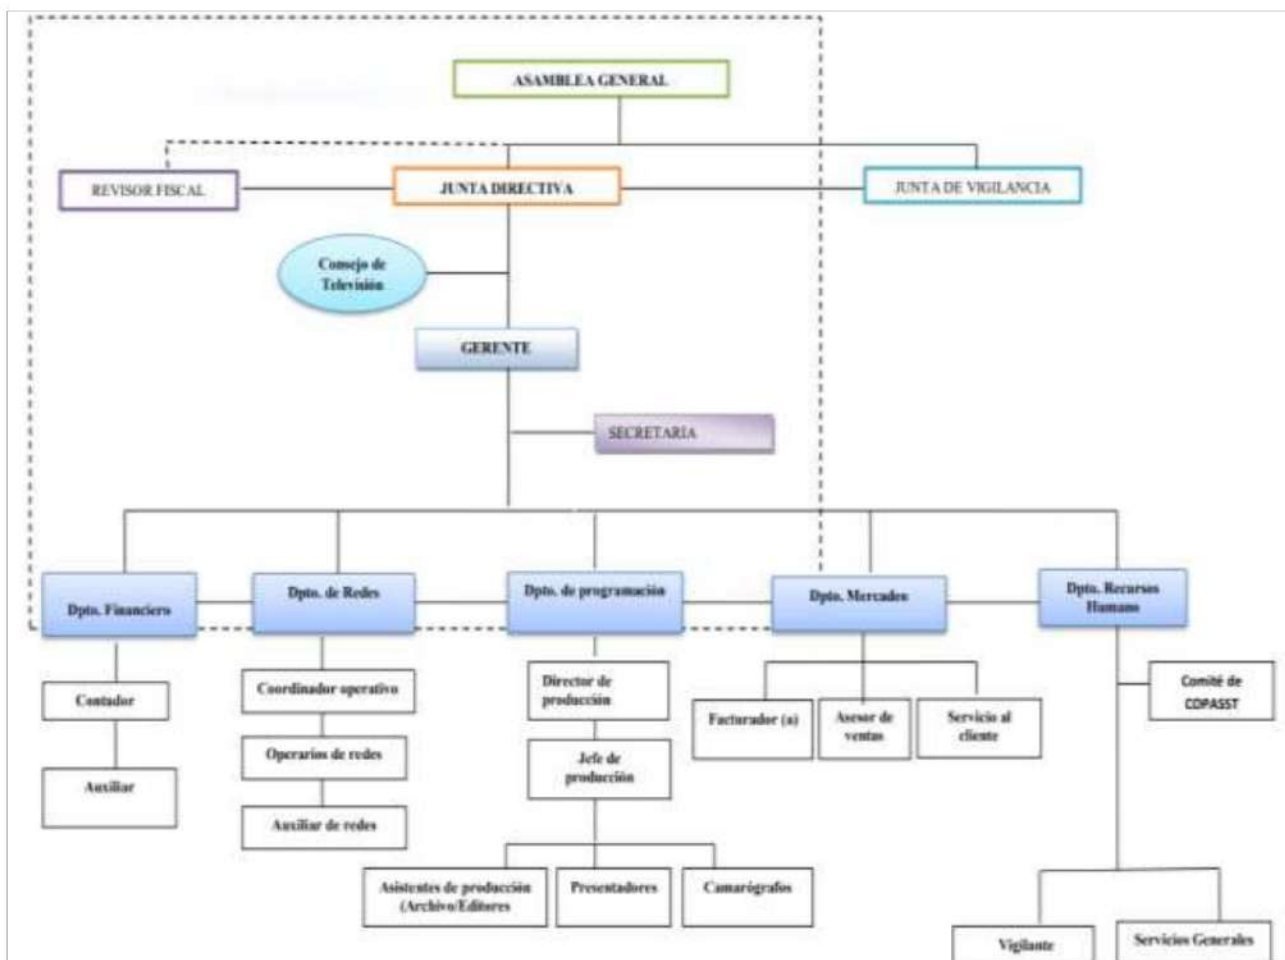 ASAMBLEA GENERAL
REVISOR FISCAL
JUNTA DIRECTIVA
JUNTA DE VIGILANCIA
Consejo de
Televisión
GERENTE
SECRETARIA
Dpto. Financiero
Dpto. de Redes
Dpto. de programación
Dpto. Mercadeo
Dpto. Recursos
Humano
Contador
Auxiliar
Coordinador operativo
Operarios de redes
Auxiliar de redes
Director de
producción
Jefe de
producción
Asistentes de producción
(Archivo/Editores
Presentadores
Camarógrafos
Facturador (a)
Asesor de
ventas
Servicio al
cliente
Comité de
COPASST
Vigilante
Servicios Generales